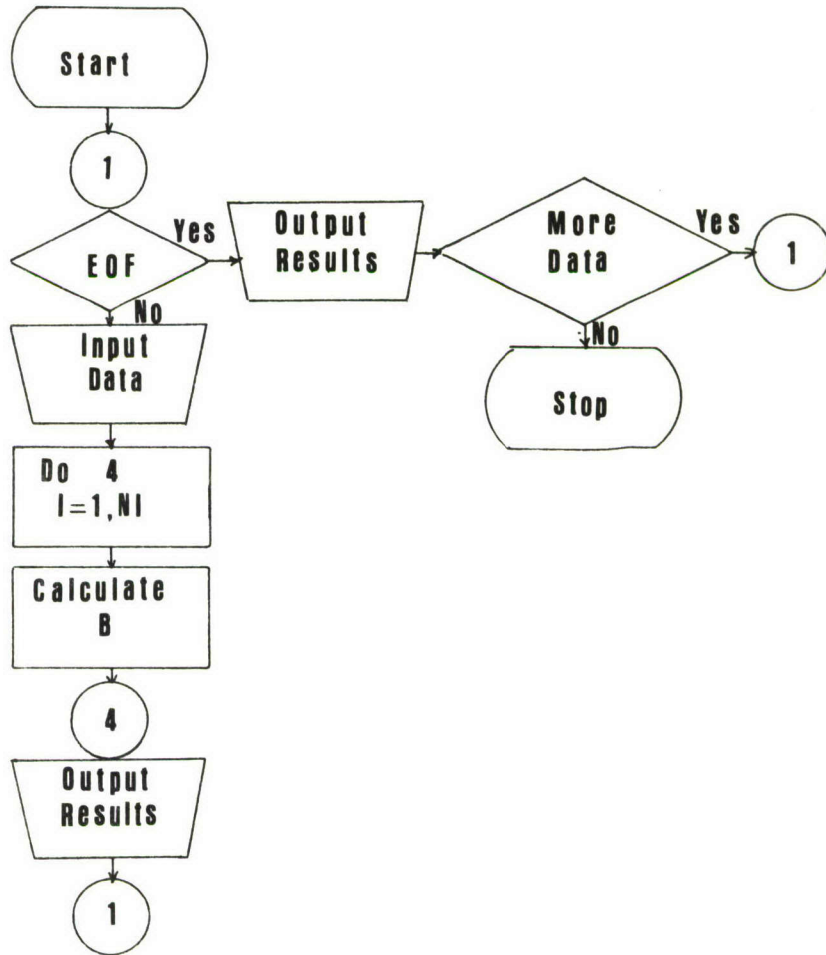 Start
1
EOF
Yes
Output
Results
More
Data
Yes
1
No
Stop
No
Input
Data
Do 4
I=1,NI
Calculate
B
4
Output
Results
1